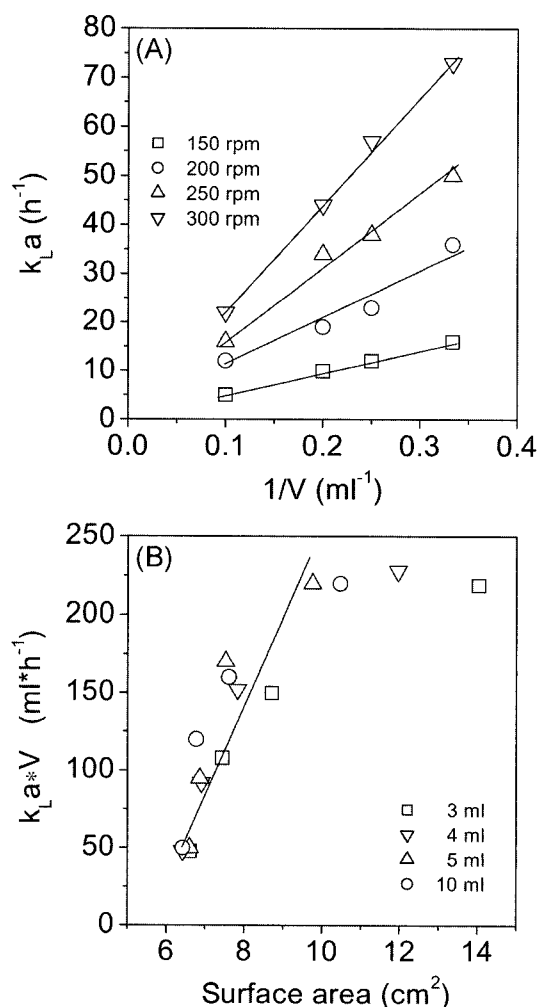 (A)
80
70
60
50
40
30
20
10
0
k_L a (h⁻¹)
150 rpm
200 rpm
250 rpm
300 rpm
0.0 0.1 0.2 0.3 0.4
1/V (ml⁻¹)
(B)
250
200
150
100
50
0
k_L a*V (ml*h⁻¹)
3 ml
4 ml
5 ml
10 ml
6 8 10 12 14
Surface area (cm²)